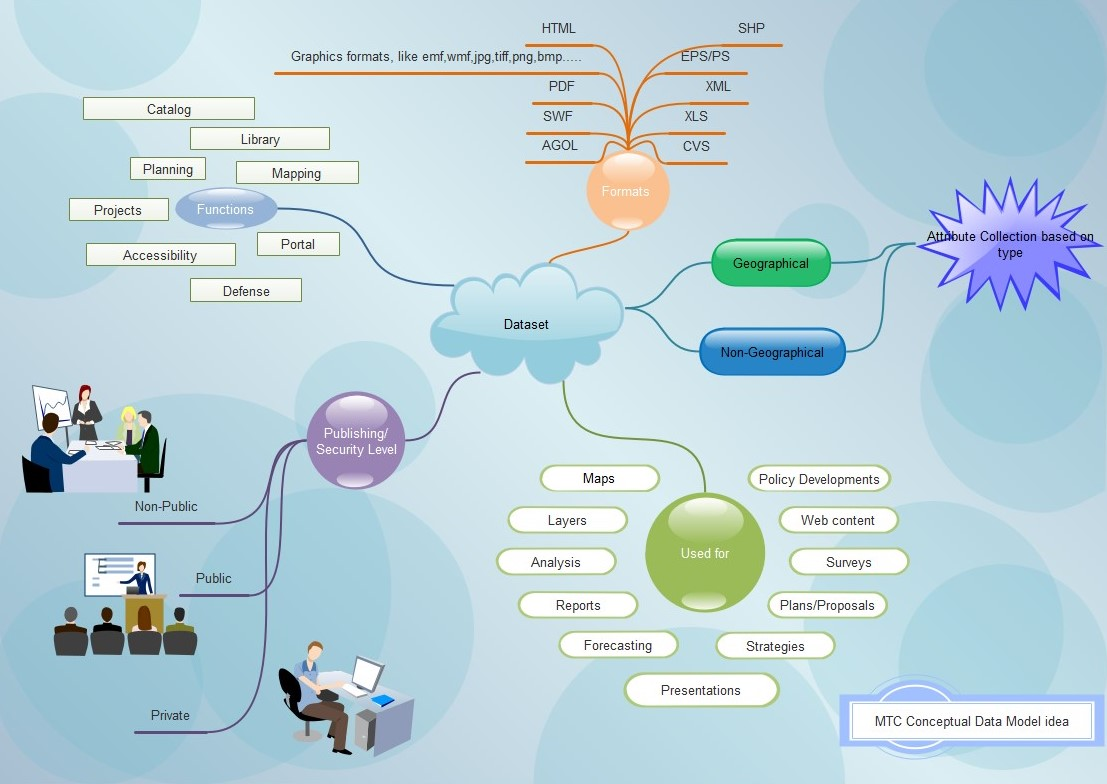 HTML
SHP
Graphics formats, like emf,wmf,jpg,tiff,png,bmp.....
EPS/PS
PDF
XML
SWF
XLS
AGOL
CVS
Formats
Catalog
Library
Planning
Mapping
Projects
Functions
Portal
Accessibility
Defense
Geographical
Non-Geographical
Attribute Collection based on
type
Dataset
Publishing/
Security Level
Non-Public
Public
Private
Used for
Maps
Policy Developments
Layers
Web content
Analysis
Surveys
Reports
Plans/Proposals
Forecasting
Strategies
Presentations
MTC Conceptual Data Model idea